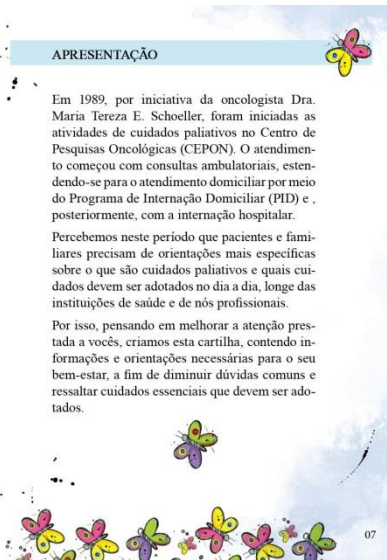 APRESENTAÇÃO
Em 1989, por iniciativa da oncologista Dra.
Maria Tereza E. Schoeller, foram iniciadas as
atividades de cuidados paliativos no Centro de
Pesquisas Oncológicas (CEPON). O atendimen-
to começou com consultas ambulatoriais, esten-
dendo-se para o atendimento domiciliar por meio
do Programa de Internação Domiciliar (PID) e ,
posteriormente, com a internação hospitalar.
Percebemos neste período que pacientes e fami-
liares precisam de orientações mais específicas
sobre o que são cuidados paliativos e quais cui-
dados devem ser adotados no dia a dia, longe das
instituições de saúde e de nós profissionais.
Por isso, pensando em melhorar a atenção pres-
tada a vocês, criamos esta cartilha, contendo in-
formações e orientações necessárias para o seu
bem-estar, a fim de diminuir dúvidas comuns e
ressaltar cuidados essenciais que devem ser ado-
tados.
07